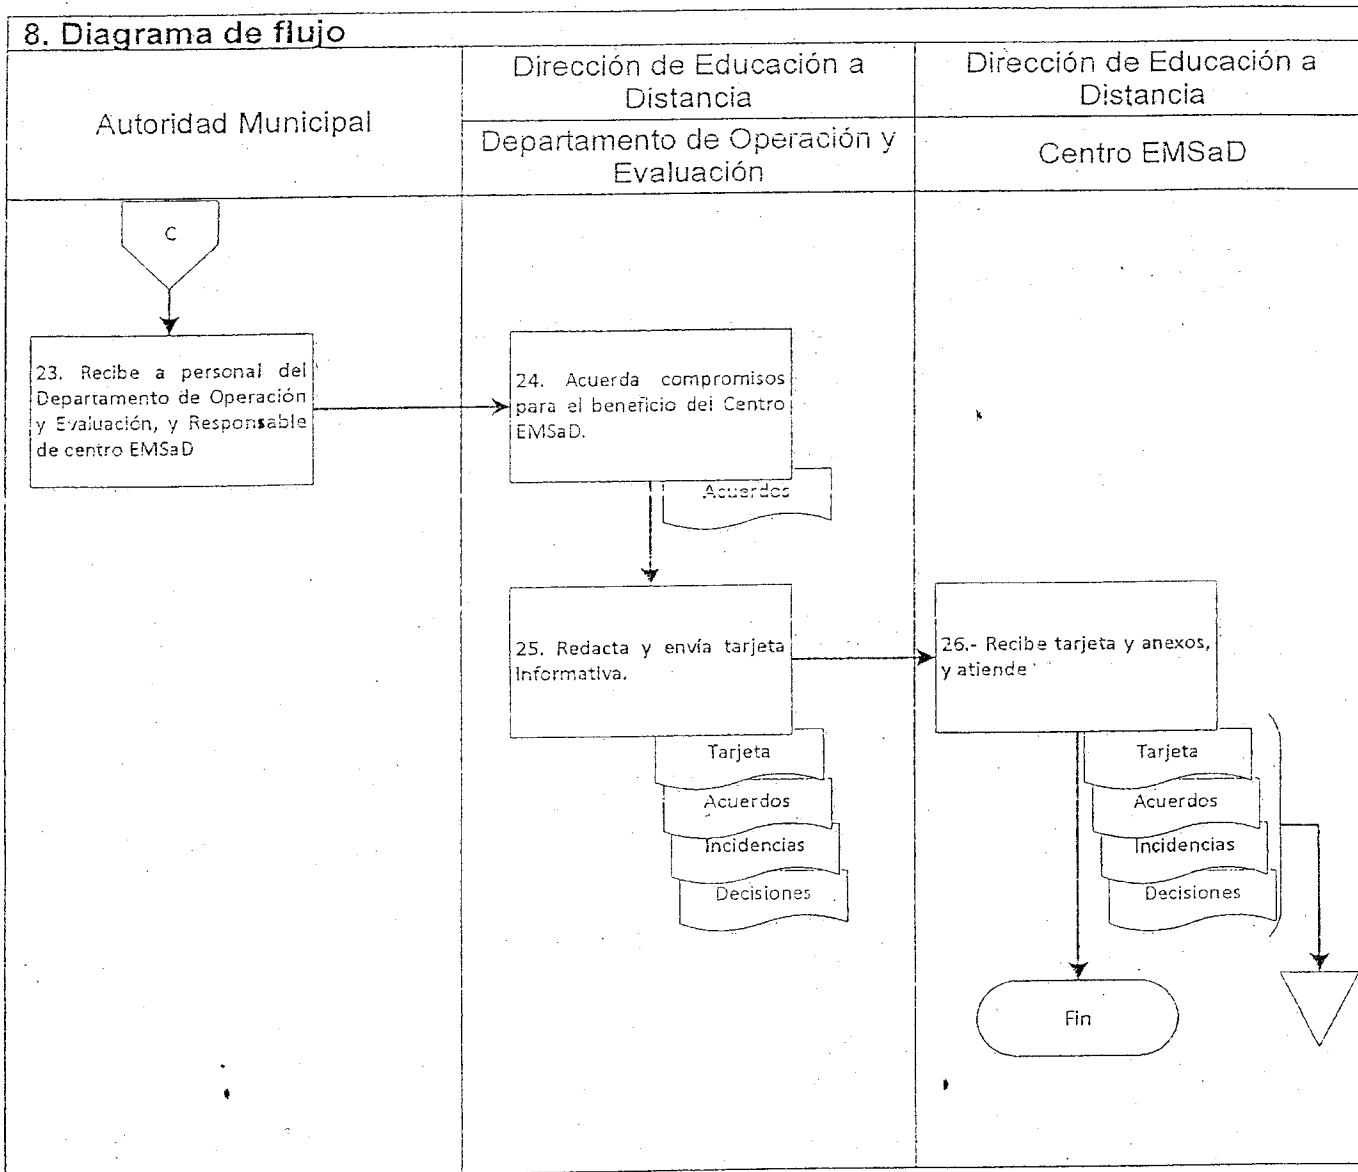 8. Diagrama de flujo
Autoridad Municipal
Dirección de Educación a
Distancia
Departamento de Operación y
Evaluación
Dirección de Educación a
Distancia
Centro EMSaD
C
23. Recibe a personal del
Departamento de Operación
y Evaluación, y Responsable
de centro EMSaD
24. Acuerda compromisos
para el beneficio del Centro
EMSaD.
Acuerdos
25. Redacta y envía tarjeta
Informativa.
Tarjeta
Acuerdos
Incidencias
Decisiones
26.- Recibe tarjeta y anexos,
y atiende
Tarjeta
Acuerdos
Incidencias
Decisiones
Fin